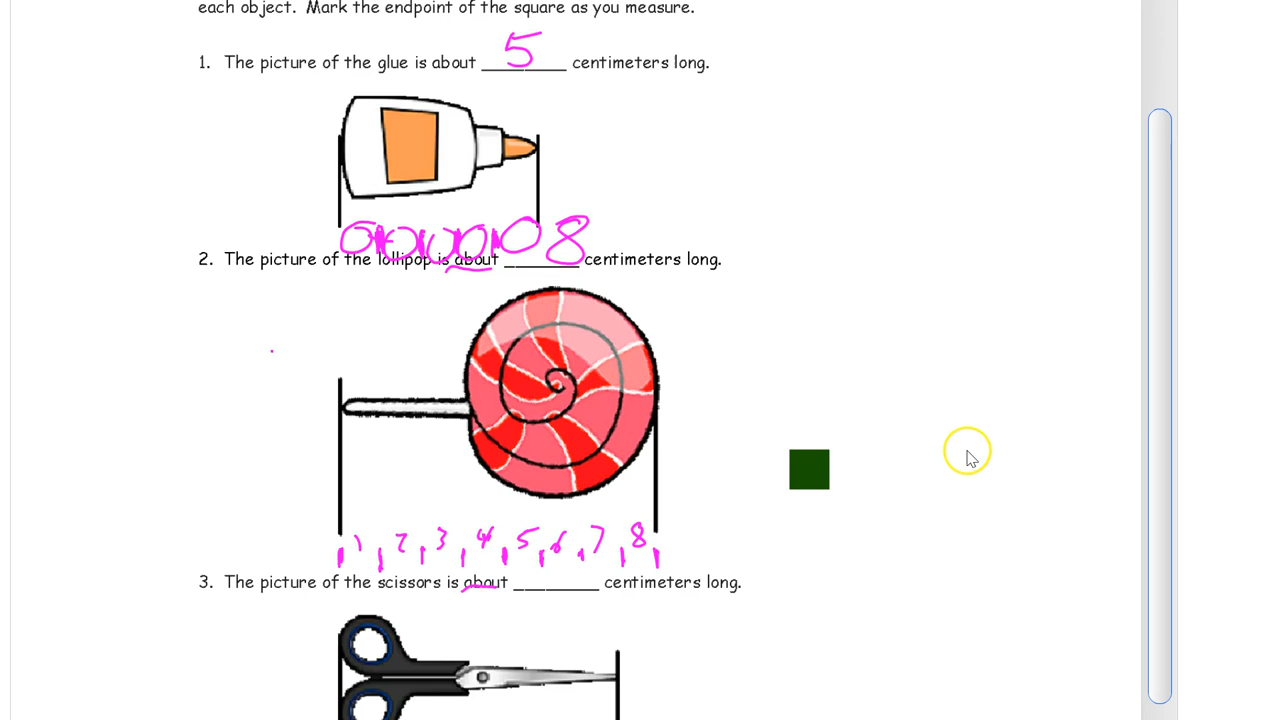 each object. Mark the endpoint of the square as you measure.
1. The picture of the glue is about 5 centimeters long.
2. The picture of the lollipop is about 8 centimeters long.
1 2 3 4 5 6 7 8
3. The picture of the scissors is about ________ centimeters long.